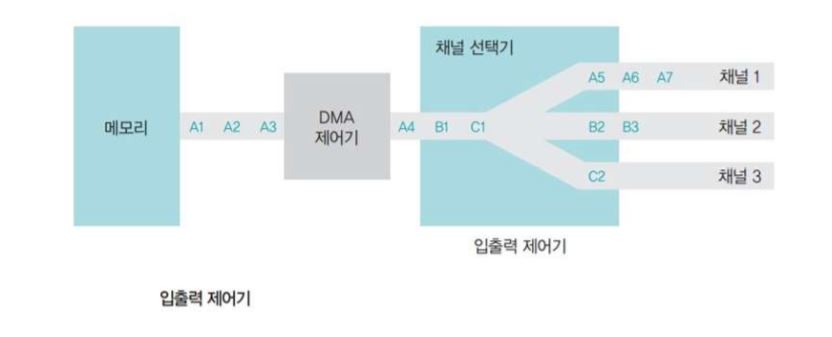 채널 선택기
A5 A6 A7 채널 1
메모리 A1 A2 A3
DMA
제어기
A4 B1 C1
B2 B3 채널 2
C2 채널 3
입출력 제어기
입출력 제어기